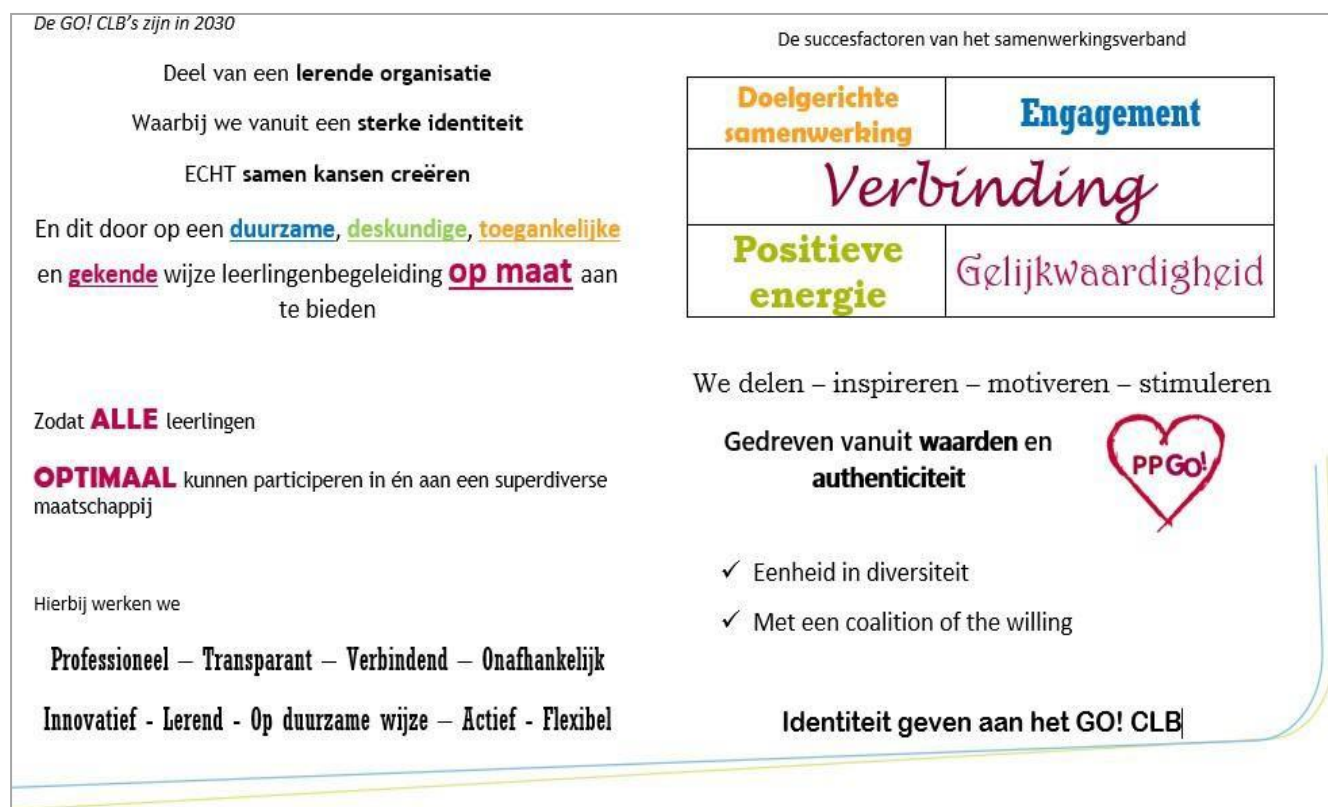 De GO! CLB's zijn in 2030
Deel van een lerende organisatie
Waarbij we vanuit een sterke identiteit
ECHT samen kansen creëren
En dit door op een duurzame, deskundige, toegankelijke
en gekende wijze leerlingenbegeleiding op maat aan
te bieden
Zodat ALLE leerlingen
OPTIMAAL kunnen participeren in én aan een superdiverse
maatschappij
Hierbij werken we
Professioneel – Transparant – Verbindend – Onafhankelijk
Innovatief - Lerend - Op duurzame wijze – Actief - Flexibel
De succesfactoren van het samenwerkingsverband
Doelgerichte
samenwerking
Engagement
Verbinding
Positieve
energie
Gelijkwaardigheid
We delen – inspireren – motiveren – stimuleren
Gedreven vanuit waarden en
authenticiteit
PPGO!
✓ Eenheid in diversiteit
✓ Met een coalition of the willing
Identiteit geven aan het GO! CLB